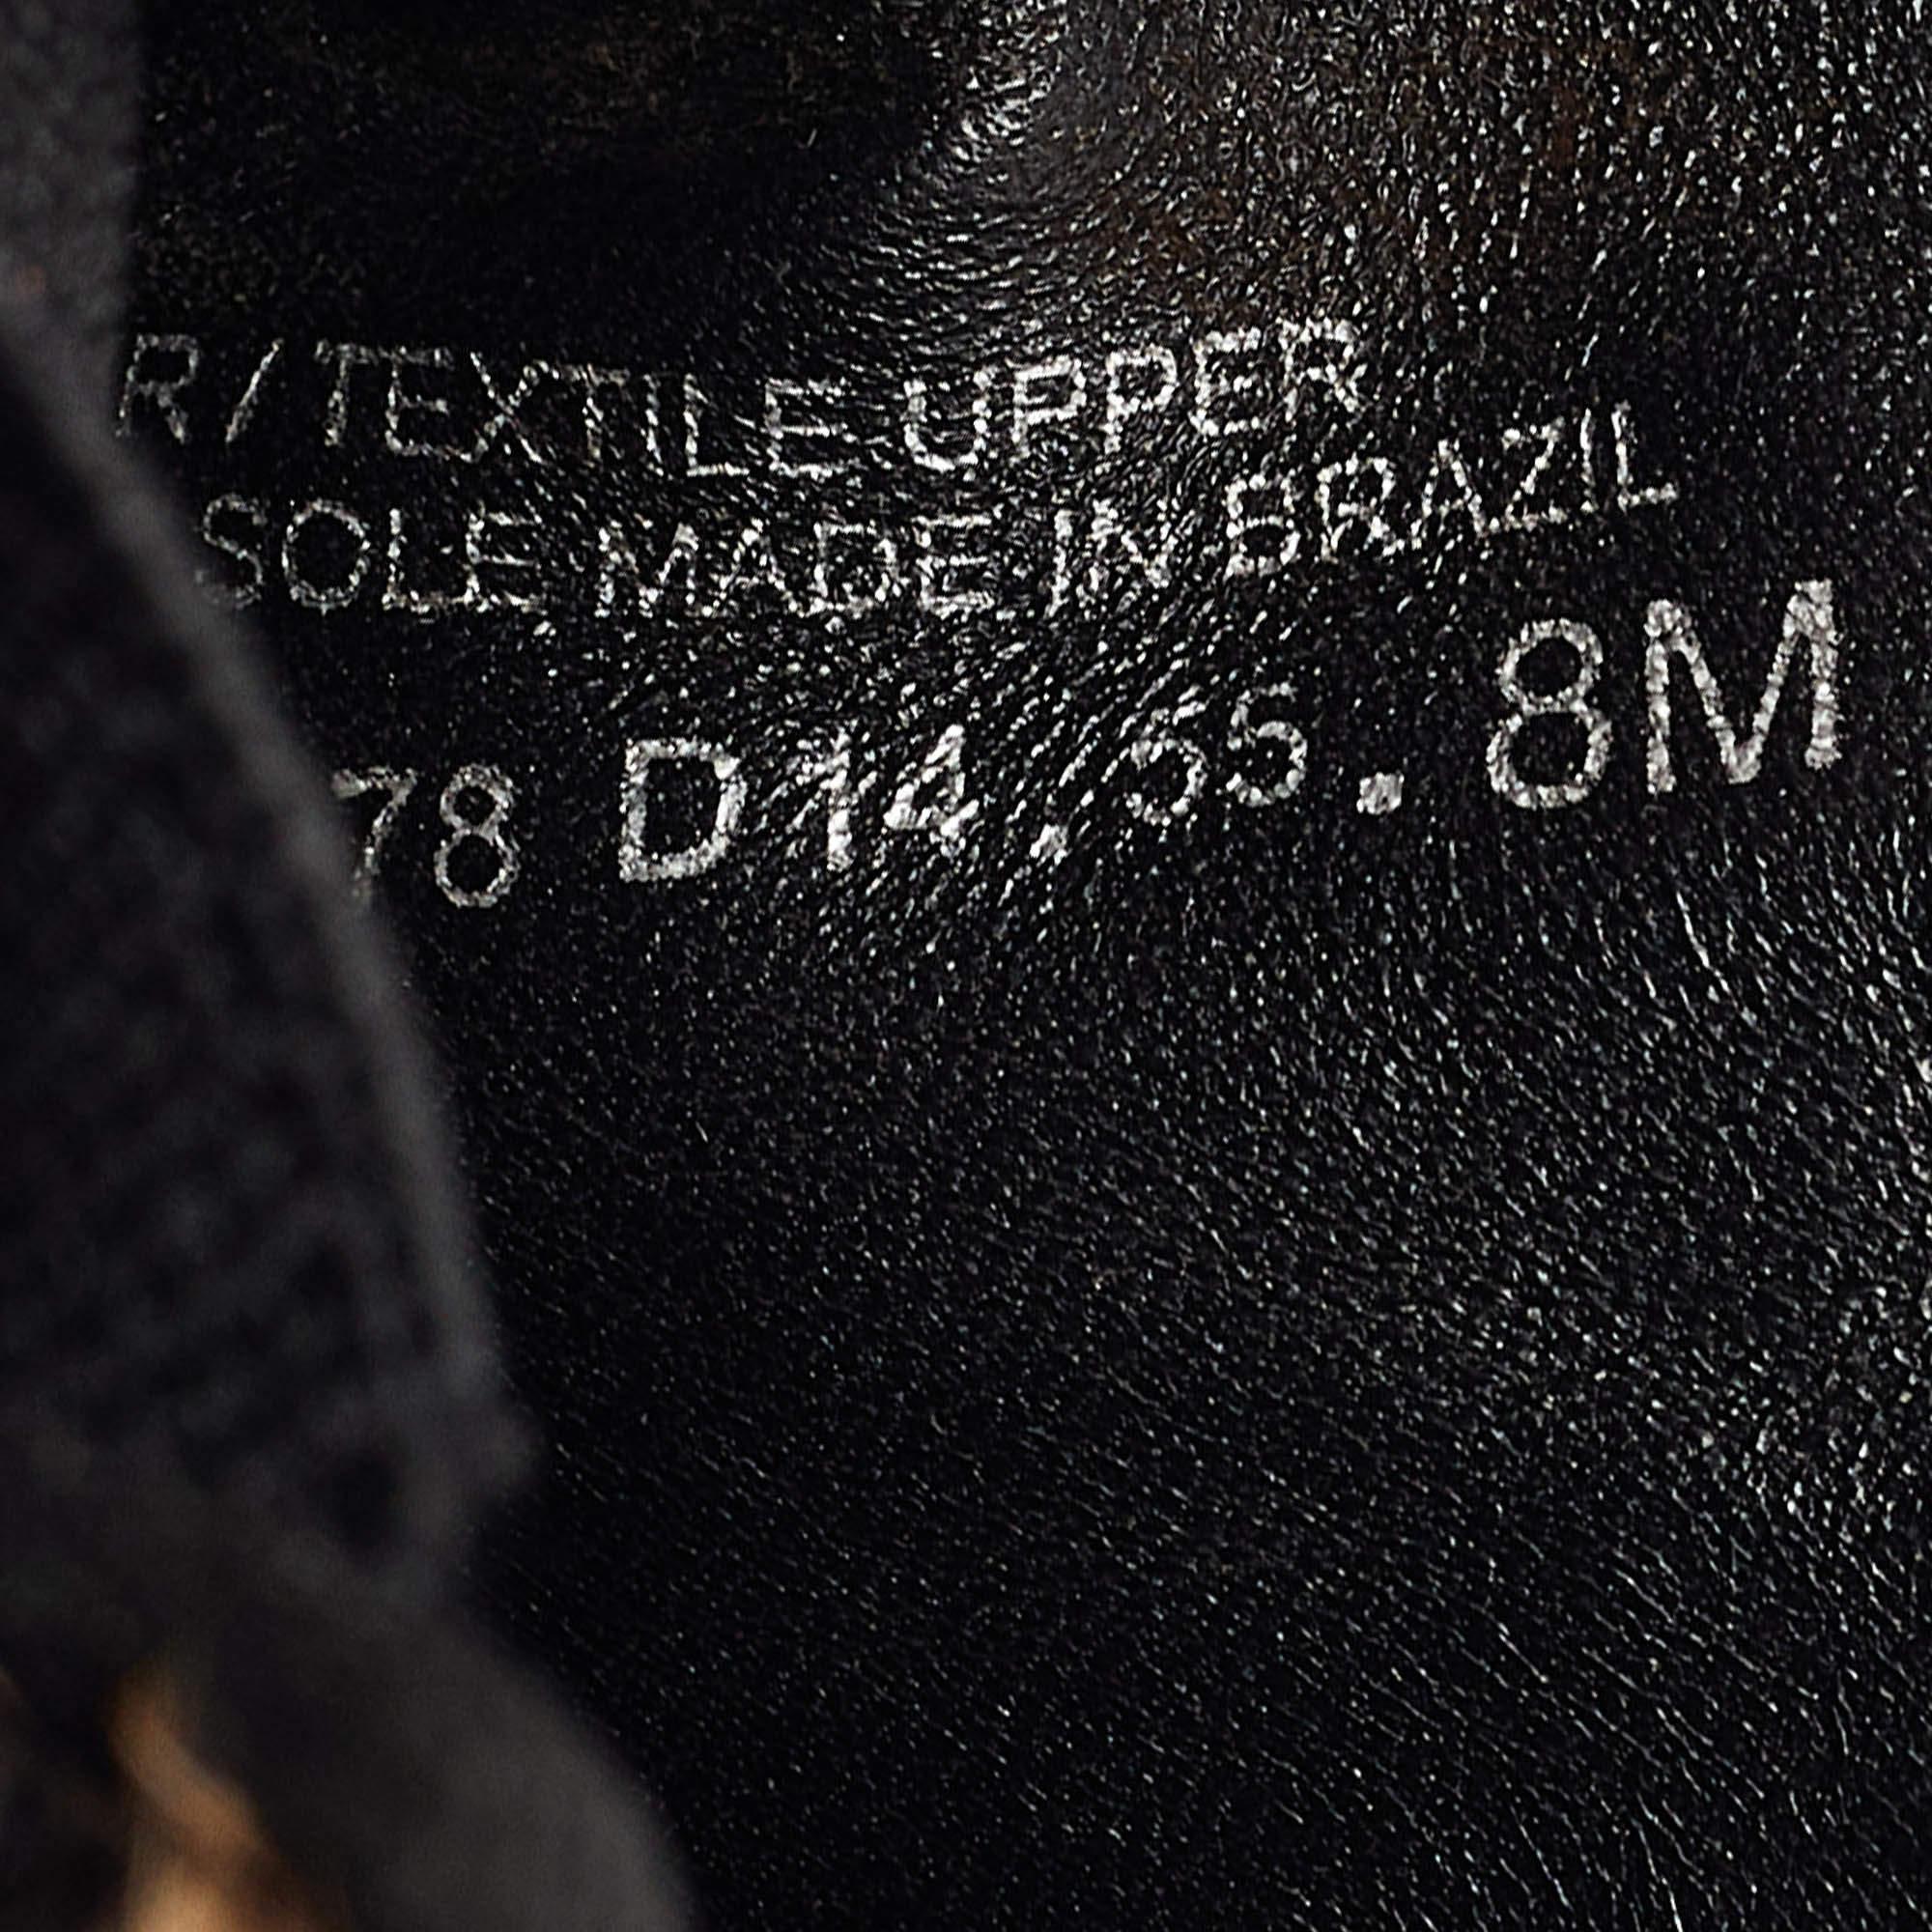 R/TEXTILE UPPER
SOLE MADE IN BRAZIL
78 D14.55.8M